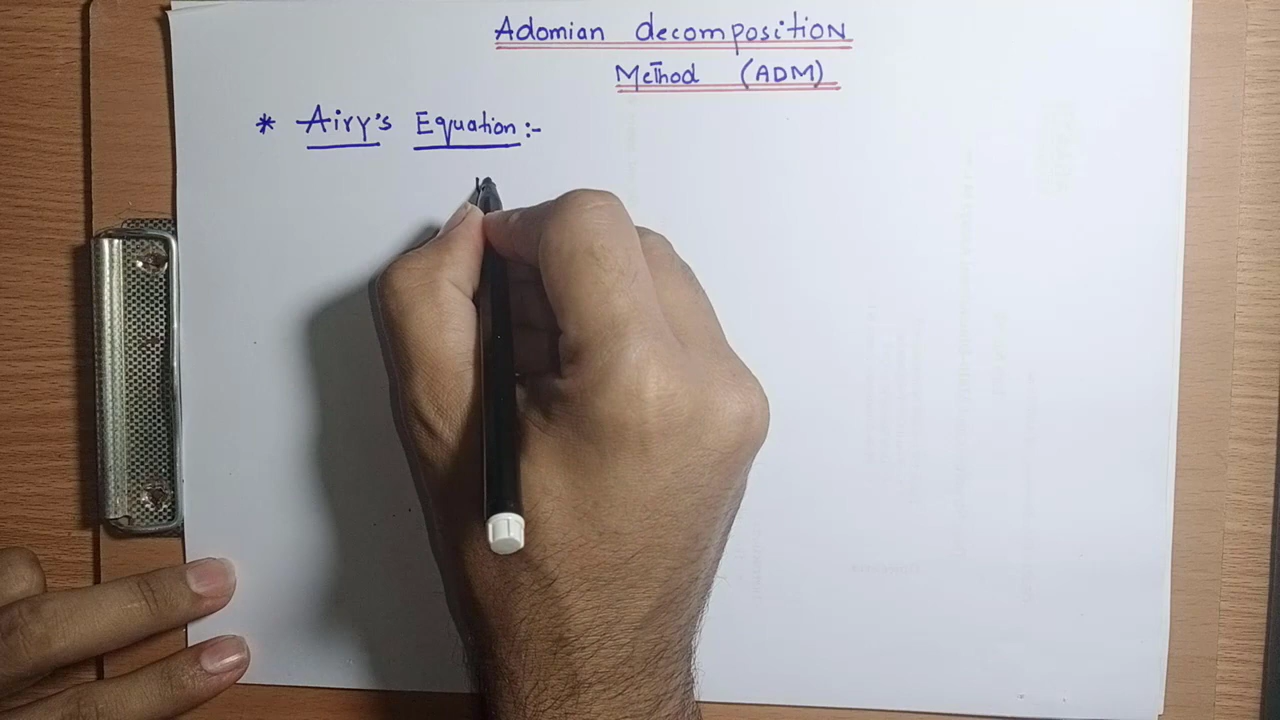 Adomian decomposition
Method (ADM)
* Airy's Equation:-